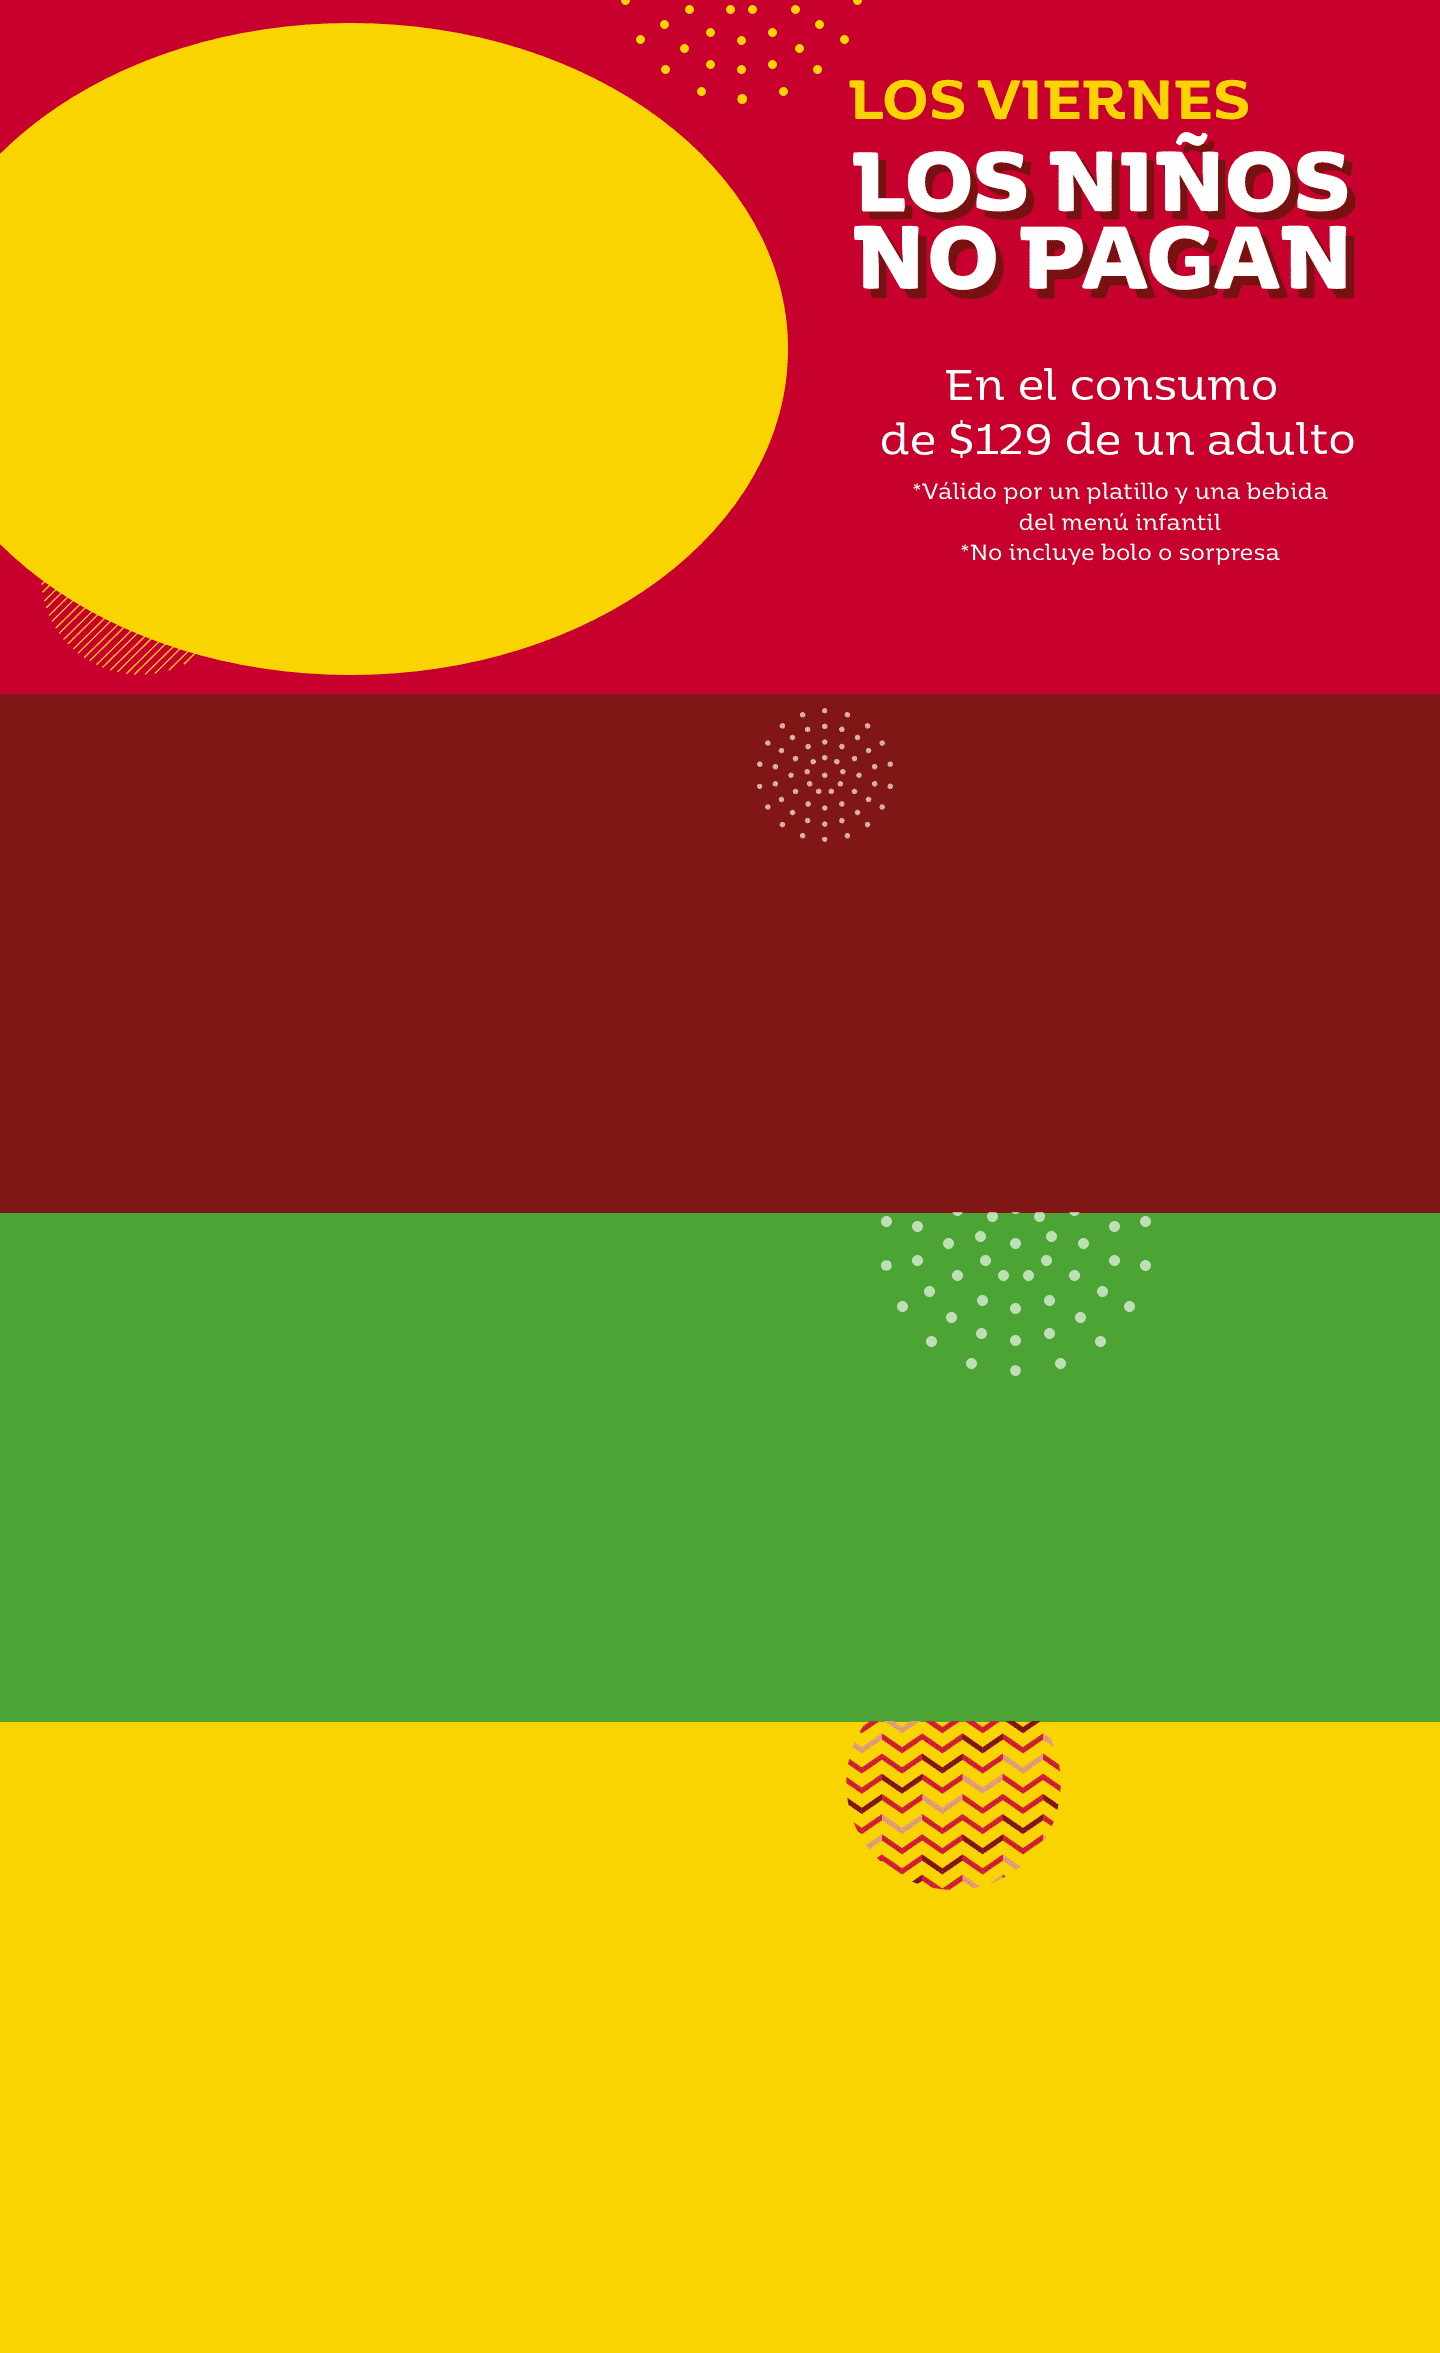 LOS VIERNES
LOS NIÑOS
NO PAGAN
En el consumo
de $129 de un adulto
*Válido por un platillo y una bebida
del menú infantil
*No incluye bolo o sorpresa